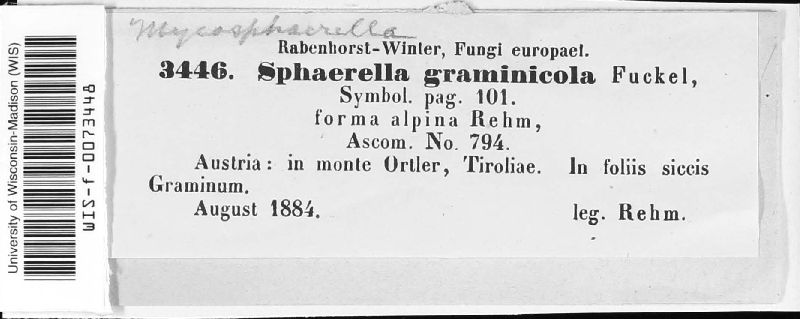 University of Wisconsin-Madison (WIS)
WIS-f-0073448
Mycosphaerella
Rabenhorst-Winter, Fungi europaei.
3446. Sphaerella graminicola Fuckel,
Symbol. pag. 101.
forma alpina Rehm,
Ascom. No. 794.
Austria: in monte Ortler, Tiroliae. In foliis siccis
Graminum.
August 1884. leg. Rehm.